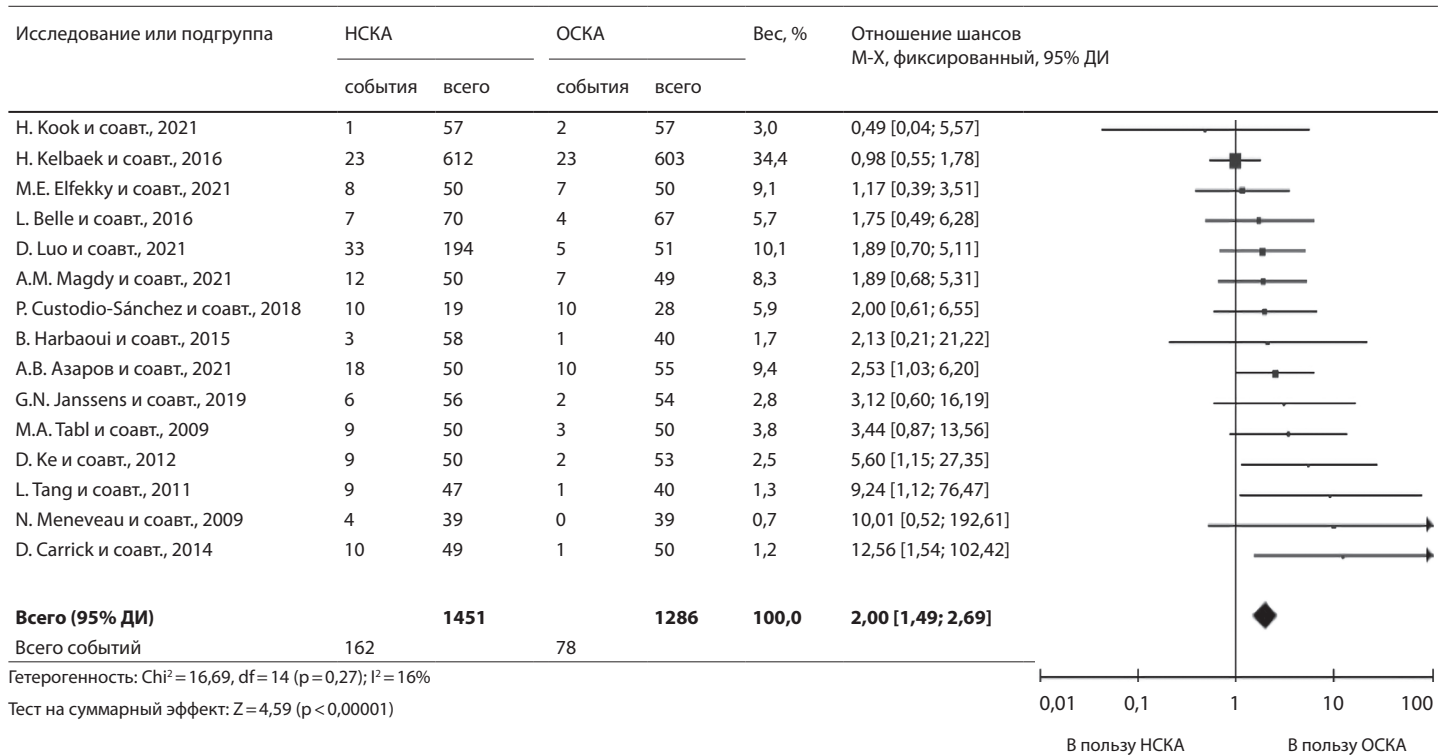 Исследование или подгруппа НСКА ОСКА Вес, % Отношение шансов
М-Х, фиксированный, 95% ДИ
события всего события всего
H. Kook и соавт., 2021 1 57 2 57 3,0 0,49 [0,04; 5,57]
H. Kelbaek и соавт., 2016 23 612 23 603 34,4 0,98 [0,55; 1,78]
M.E. Elfekky и соавт., 2021 8 50 7 50 9,1 1,17 [0,39; 3,51]
L. Belle и соавт., 2016 7 70 4 67 5,7 1,75 [0,49; 6,28]
D. Luo и соавт., 2021 33 194 5 51 10,1 1,89 [0,70; 5,11]
A.M. Magdy и соавт., 2021 12 50 7 49 8,3 1,89 [0,68; 5,31]
P. Custodio-Sánchez и соавт., 2018 10 19 10 28 5,9 2,00 [0,61; 6,55]
B. Harbaoui и соавт., 2015 3 58 1 40 1,7 2,13 [0,21; 21,22]
А.В. Азаров и соавт., 2021 18 50 10 55 9,4 2,53 [1,03; 6,20]
G.N. Janssens и соавт., 2019 6 56 2 54 2,8 3,12 [0,60; 16,19]
M.A. Tabl и соавт., 2009 9 50 3 50 3,8 3,44 [0,87; 13,56]
D. Ke и соавт., 2012 9 50 2 53 2,5 5,60 [1,15; 27,35]
L. Tang и соавт., 2011 9 47 1 40 1,3 9,24 [1,12; 76,47]
N. Meneveau и соавт., 2009 4 39 0 39 0,7 10,01 [0,52; 192,61]
D. Carrick и соавт., 2014 10 49 1 50 1,2 12,56 [1,54; 102,42]
Всего (95% ДИ) 1451 1286 100,0 2,00 [1,49; 2,69]
Всего событий 162 78
Гетерогенность: Chi² = 16,69, df = 14 (p = 0,27); I² = 16%
Тест на суммарный эффект: Z = 4,59 (p < 0,00001)
0,01 0,1 1 10 100
В пользу НСКА В пользу ОСКА